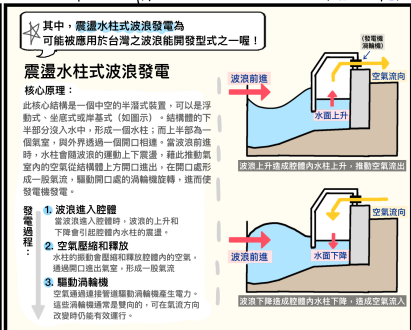 其中，震盪水柱式波浪發電為
可能被應用於台灣之波浪能開發型式之一喔！
震盪水柱式波浪發電
核心原理：
此核心結構是一個中空的半潛式裝置，可以是浮
動式、坐底式或岸基式（如圖示）。結構體的下
半部分沒入水中，形成一個水柱；而上半部為一
個氣室，與外界透過一個開口相連。當波浪前進
時，水柱會隨波浪的運動上下震盪，藉此推動氣
室內的空氣從結構體上方開口進出，在開口處形
成一股氣流，驅動開口處的渦輪機旋轉，進而使
發電機發電。
發電過程：
1. 波浪進入腔體
當波浪進入腔體時，波浪的上升和
下降會引起腔體內水柱的震盪。
2. 空氣壓縮和釋放
水柱的振動會壓縮和釋放腔體內的空氣，
通過開口進出氣室，形成一股氣流
3. 驅動渦輪機
空氣通過連接管道驅動渦輪機產生電力。
這些渦輪機通常是雙向的，可在氣流方向
改變時仍能有效運行。
(發電機
渦輪機)
波浪前進
空氣流向
水面上升
波浪上升造成腔體內水柱上升，推動空氣流出
空氣流向
波浪前進
水面下降
波浪下降造成腔體內水柱下降，造成空氣流入